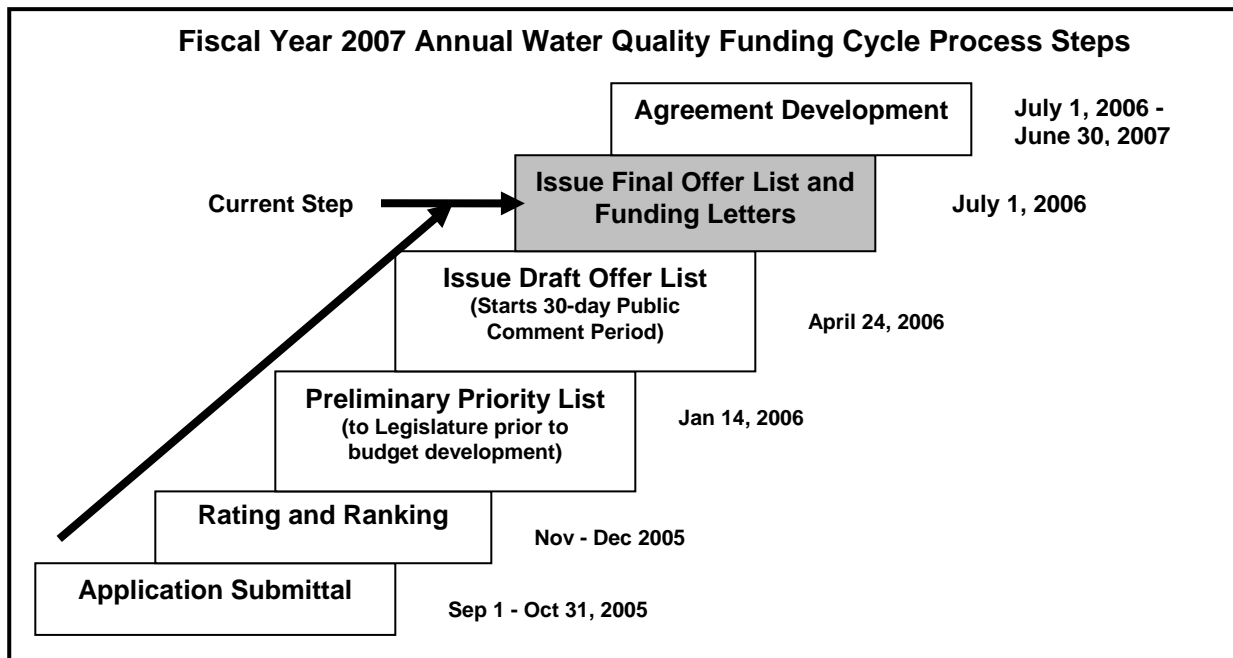 Fiscal Year 2007 Annual Water Quality Funding Cycle Process Steps
Agreement Development
July 1, 2006 -
June 30, 2007
Current Step
Issue Final Offer List and
Funding Letters
July 1, 2006
Issue Draft Offer List
(Starts 30-day Public
Comment Period)
April 24, 2006
Preliminary Priority List
(to Legislature prior to
budget development)
Jan 14, 2006
Rating and Ranking
Nov - Dec 2005
Application Submittal
Sep 1 - Oct 31, 2005